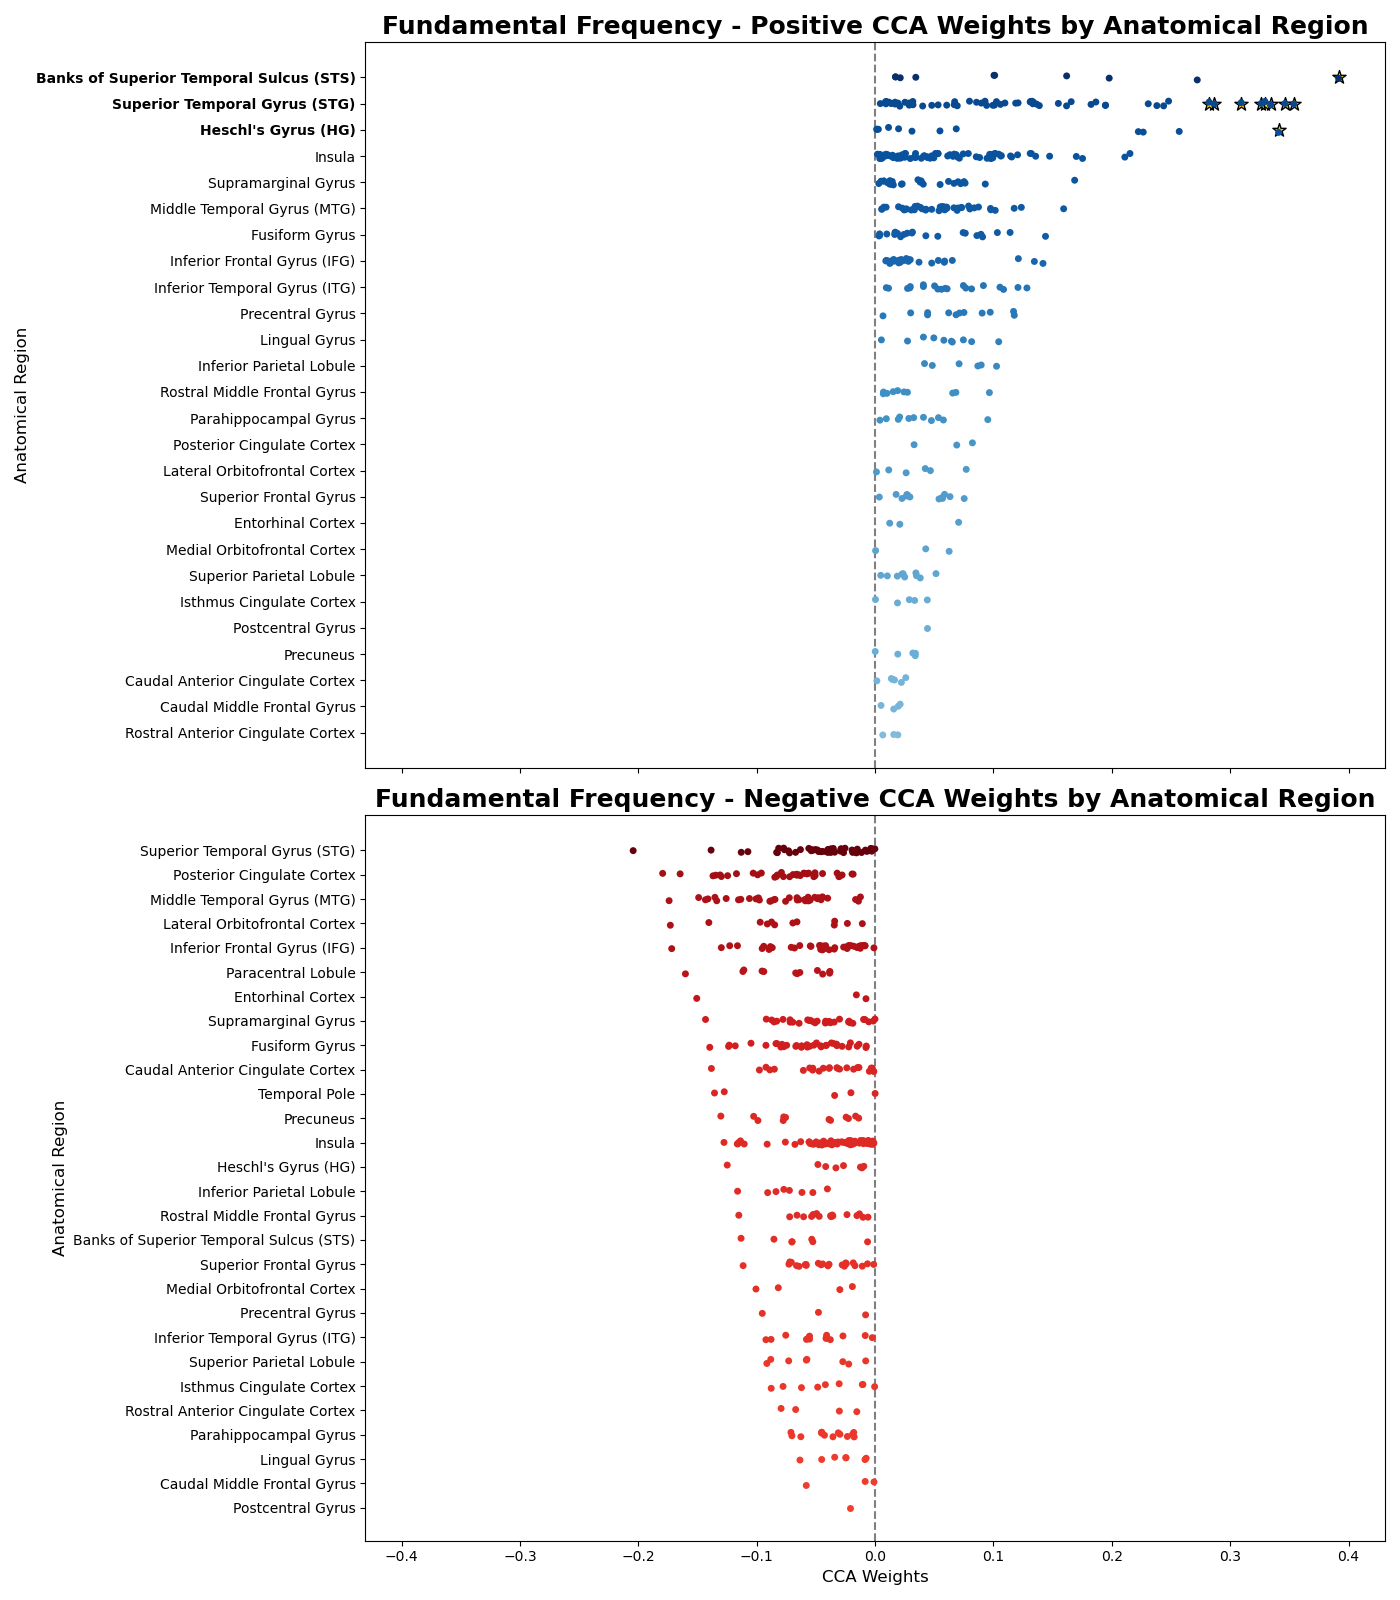 Fundamental Frequency - Positive CCA Weights by Anatomical Region
Anatomical Region
Banks of Superior Temporal Sulcus (STS)
Superior Temporal Gyrus (STG)
Heschl's Gyrus (HG)
Insula
Supramarginal Gyrus
Middle Temporal Gyrus (MTG)
Fusiform Gyrus
Inferior Frontal Gyrus (IFG)
Inferior Temporal Gyrus (ITG)
Precentral Gyrus
Lingual Gyrus
Inferior Parietal Lobule
Rostral Middle Frontal Gyrus
Parahippocampal Gyrus
Posterior Cingulate Cortex
Lateral Orbitofrontal Cortex
Superior Frontal Gyrus
Entorhinal Cortex
Medial Orbitofrontal Cortex
Superior Parietal Lobule
Isthmus Cingulate Cortex
Postcentral Gyrus
Precuneus
Caudal Anterior Cingulate Cortex
Caudal Middle Frontal Gyrus
Rostral Anterior Cingulate Cortex
Fundamental Frequency - Negative CCA Weights by Anatomical Region
Anatomical Region
Superior Temporal Gyrus (STG)
Posterior Cingulate Cortex
Middle Temporal Gyrus (MTG)
Lateral Orbitofrontal Cortex
Inferior Frontal Gyrus (IFG)
Paracentral Lobule
Entorhinal Cortex
Supramarginal Gyrus
Fusiform Gyrus
Caudal Anterior Cingulate Cortex
Temporal Pole
Precuneus
Insula
Heschl's Gyrus (HG)
Inferior Parietal Lobule
Rostral Middle Frontal Gyrus
Banks of Superior Temporal Sulcus (STS)
Superior Frontal Gyrus
Medial Orbitofrontal Cortex
Precentral Gyrus
Inferior Temporal Gyrus (ITG)
Superior Parietal Lobule
Isthmus Cingulate Cortex
Rostral Anterior Cingulate Cortex
Parahippocampal Gyrus
Lingual Gyrus
Caudal Middle Frontal Gyrus
Postcentral Gyrus
−0.4 −0.3 −0.2 −0.1 0.0 0.1 0.2 0.3 0.4
CCA Weights